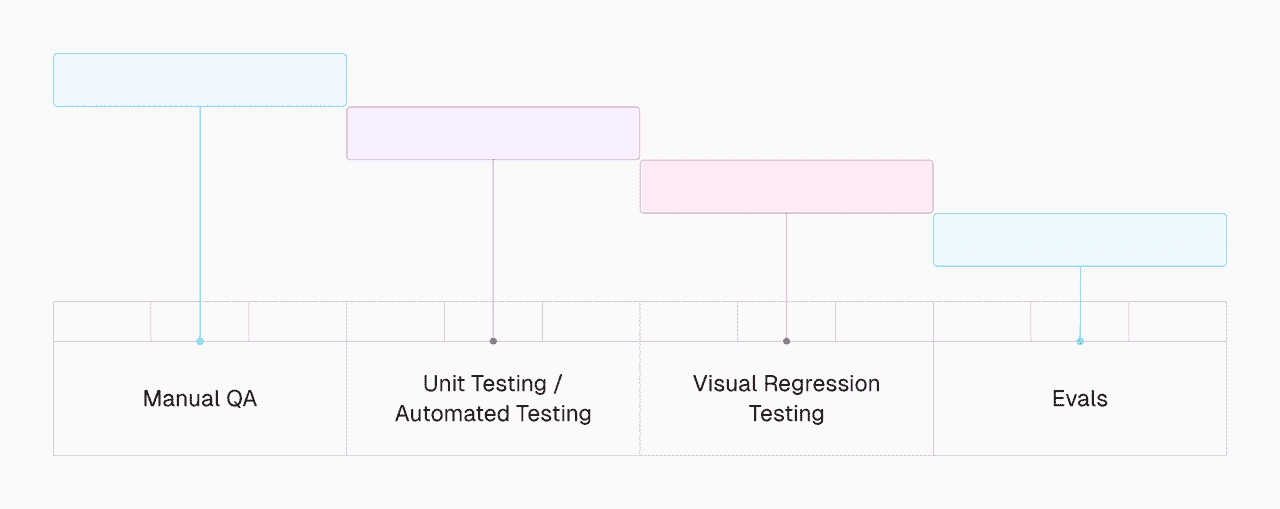 Manual QA
Unit Testing /
Automated Testing
Visual Regression
Testing
Evals